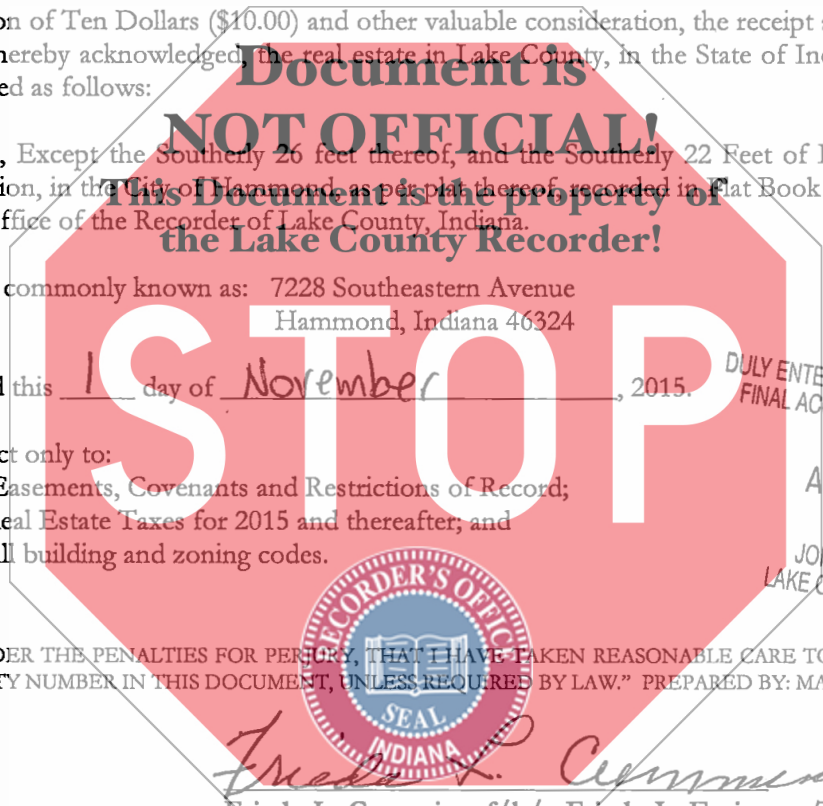 on of Ten Dollars ($10.00) and other valuable consideration, the receipt
hereby acknowledged, the real estate in Lake County, in the State of
ed as follows:
Document is
NOT OFFICIAL!
This Document is the property of
the Lake County Recorder!
, Except the Southerly 26 feet thereof, and the Southerly 22 Feet of
ion, in the City of Hammond, as per plat thereof, recorded in Plat Book
ffice of the Recorder of Lake County, Indiana.
commonly known as: 7228 Southeastern Avenue
Hammond, Indiana 46324
STOP
this 1 day of November, 2015.
DULY ENTE
FINAL AC
ct only to:
Easements, Covenants and Restrictions of Record;
eal Estate Taxes for 2015 and thereafter; and
ll building and zoning codes.
A
JO
LAKE C
RECORDER'S OFFICE
SEAL
INDIANA
DER THE PENALTIES FOR PERJURY, THAT I HAVE TAKEN REASONABLE CARE TO
TY NUMBER IN THIS DOCUMENT, UNLESS REQUIRED BY LAW." PREPARED BY: MA
Frieda L.